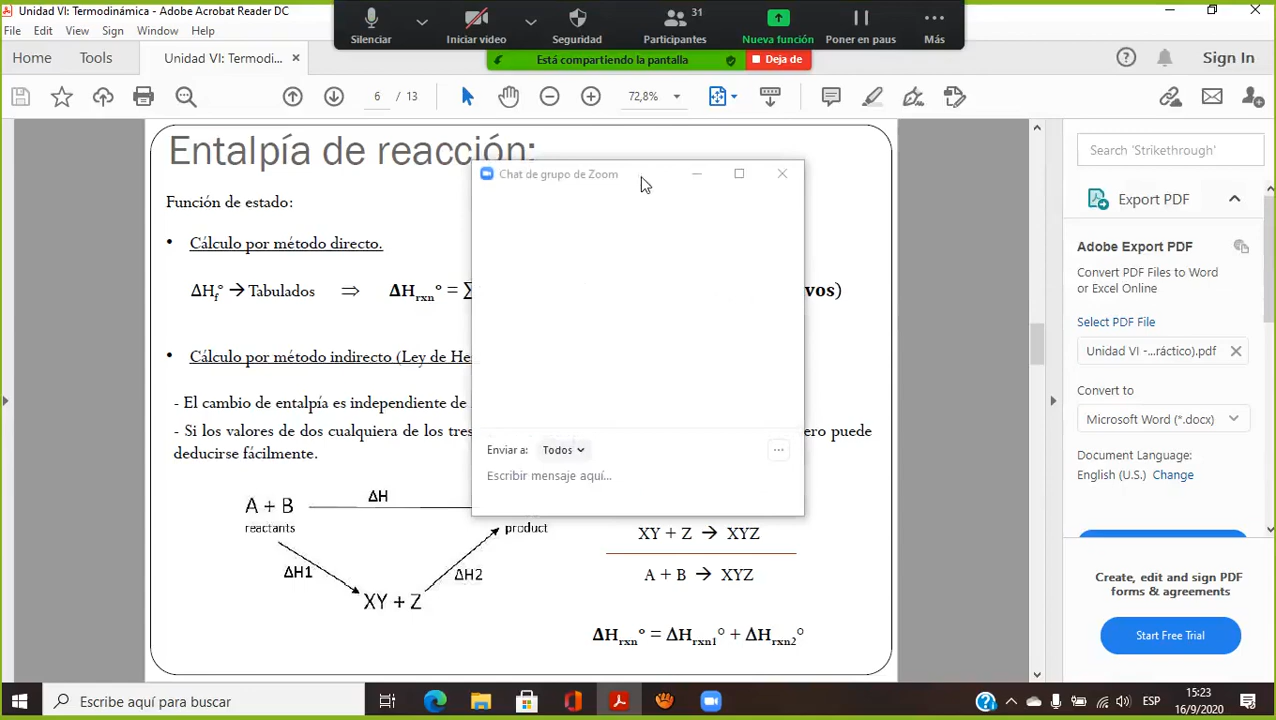 Unidad VI: Termodinámica - Adobe Acrobat Reader DC
File Edit View Sign Window Help
Silenciar
Iniciar video
Seguridad
31
Participantes
Nueva función
Poner en paus
Más
Está compartiendo la pantalla
Deja de
Home Tools Unidad VI: Termodi...
Sign In
6 / 13
72,8%
Entalpía de reacción:
Función de estado:
• Cálculo por método directo.
ΔHf° → Tabulados ⇒ ΔHrxn° = ∑
vos)
• Cálculo por método indirecto (Ley de He
- El cambio de entalpía es independiente de
- Si los valores de dos cualquiera de los tres
ero puede
deducirse fácilmente.
A + B
reactants
ΔH
product
ΔH1
ΔH2
XY + Z
XY + Z → XYZ
A + B → XYZ
ΔHrxn° = ΔHrxn1° + ΔHrxn2°
Chat de grupo de Zoom
Enviar a: Todos
Escribir mensaje aquí...
Search 'Strikethrough'
Export PDF
Adobe Export PDF
Convert PDF Files to Word
or Excel Online
Select PDF File
Unidad VI -...ráctico).pdf
Convert to
Microsoft Word (*.docx)
Document Language:
English (U.S.) Change
Create, edit and sign PDF
forms & agreements
Start Free Trial
Escribe aquí para buscar
ESP
15:23
16/9/2020